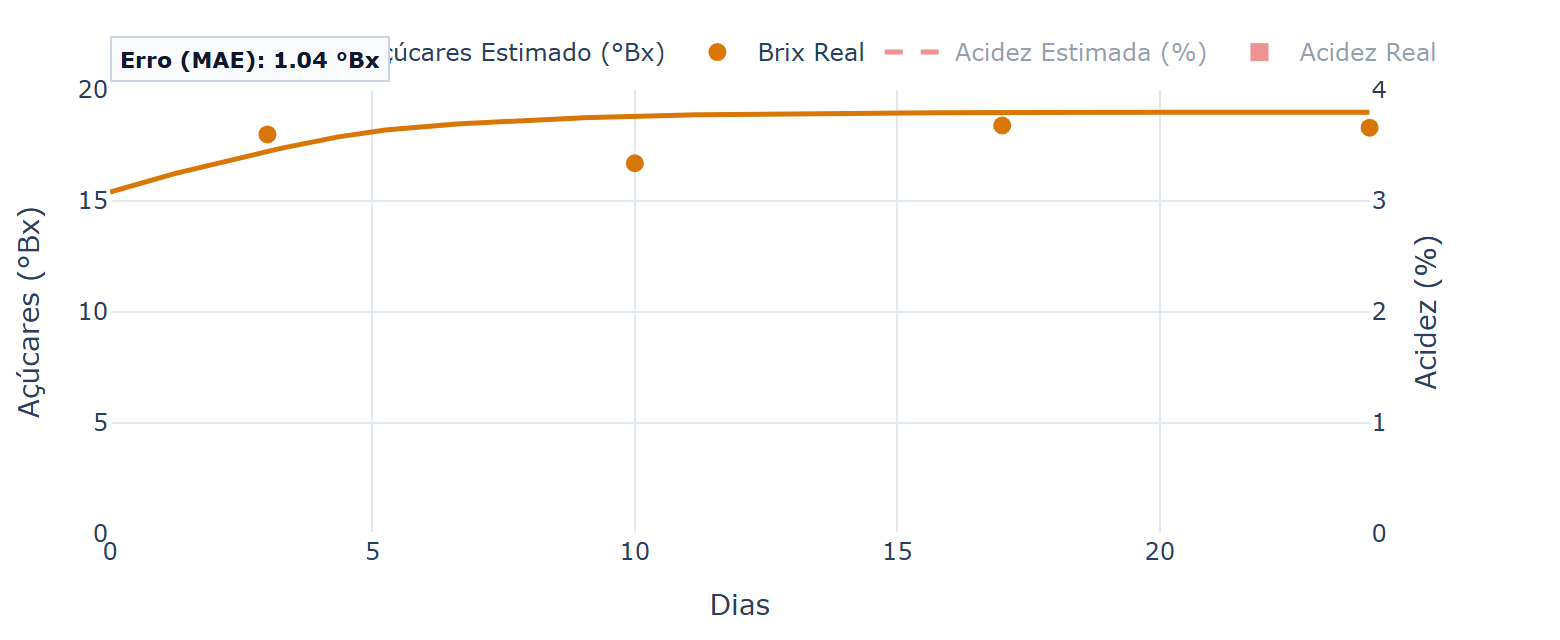 Erro (MAE): 1.04 ºBx
çúcares Estimado (°Bx) Brix Real Acidez Estimada (%) Acidez Real
20 4
15 3
10 2
5 1
0 0
0 5 10 15 20
Açúcares (°Bx)
Acidez (%)
Dias